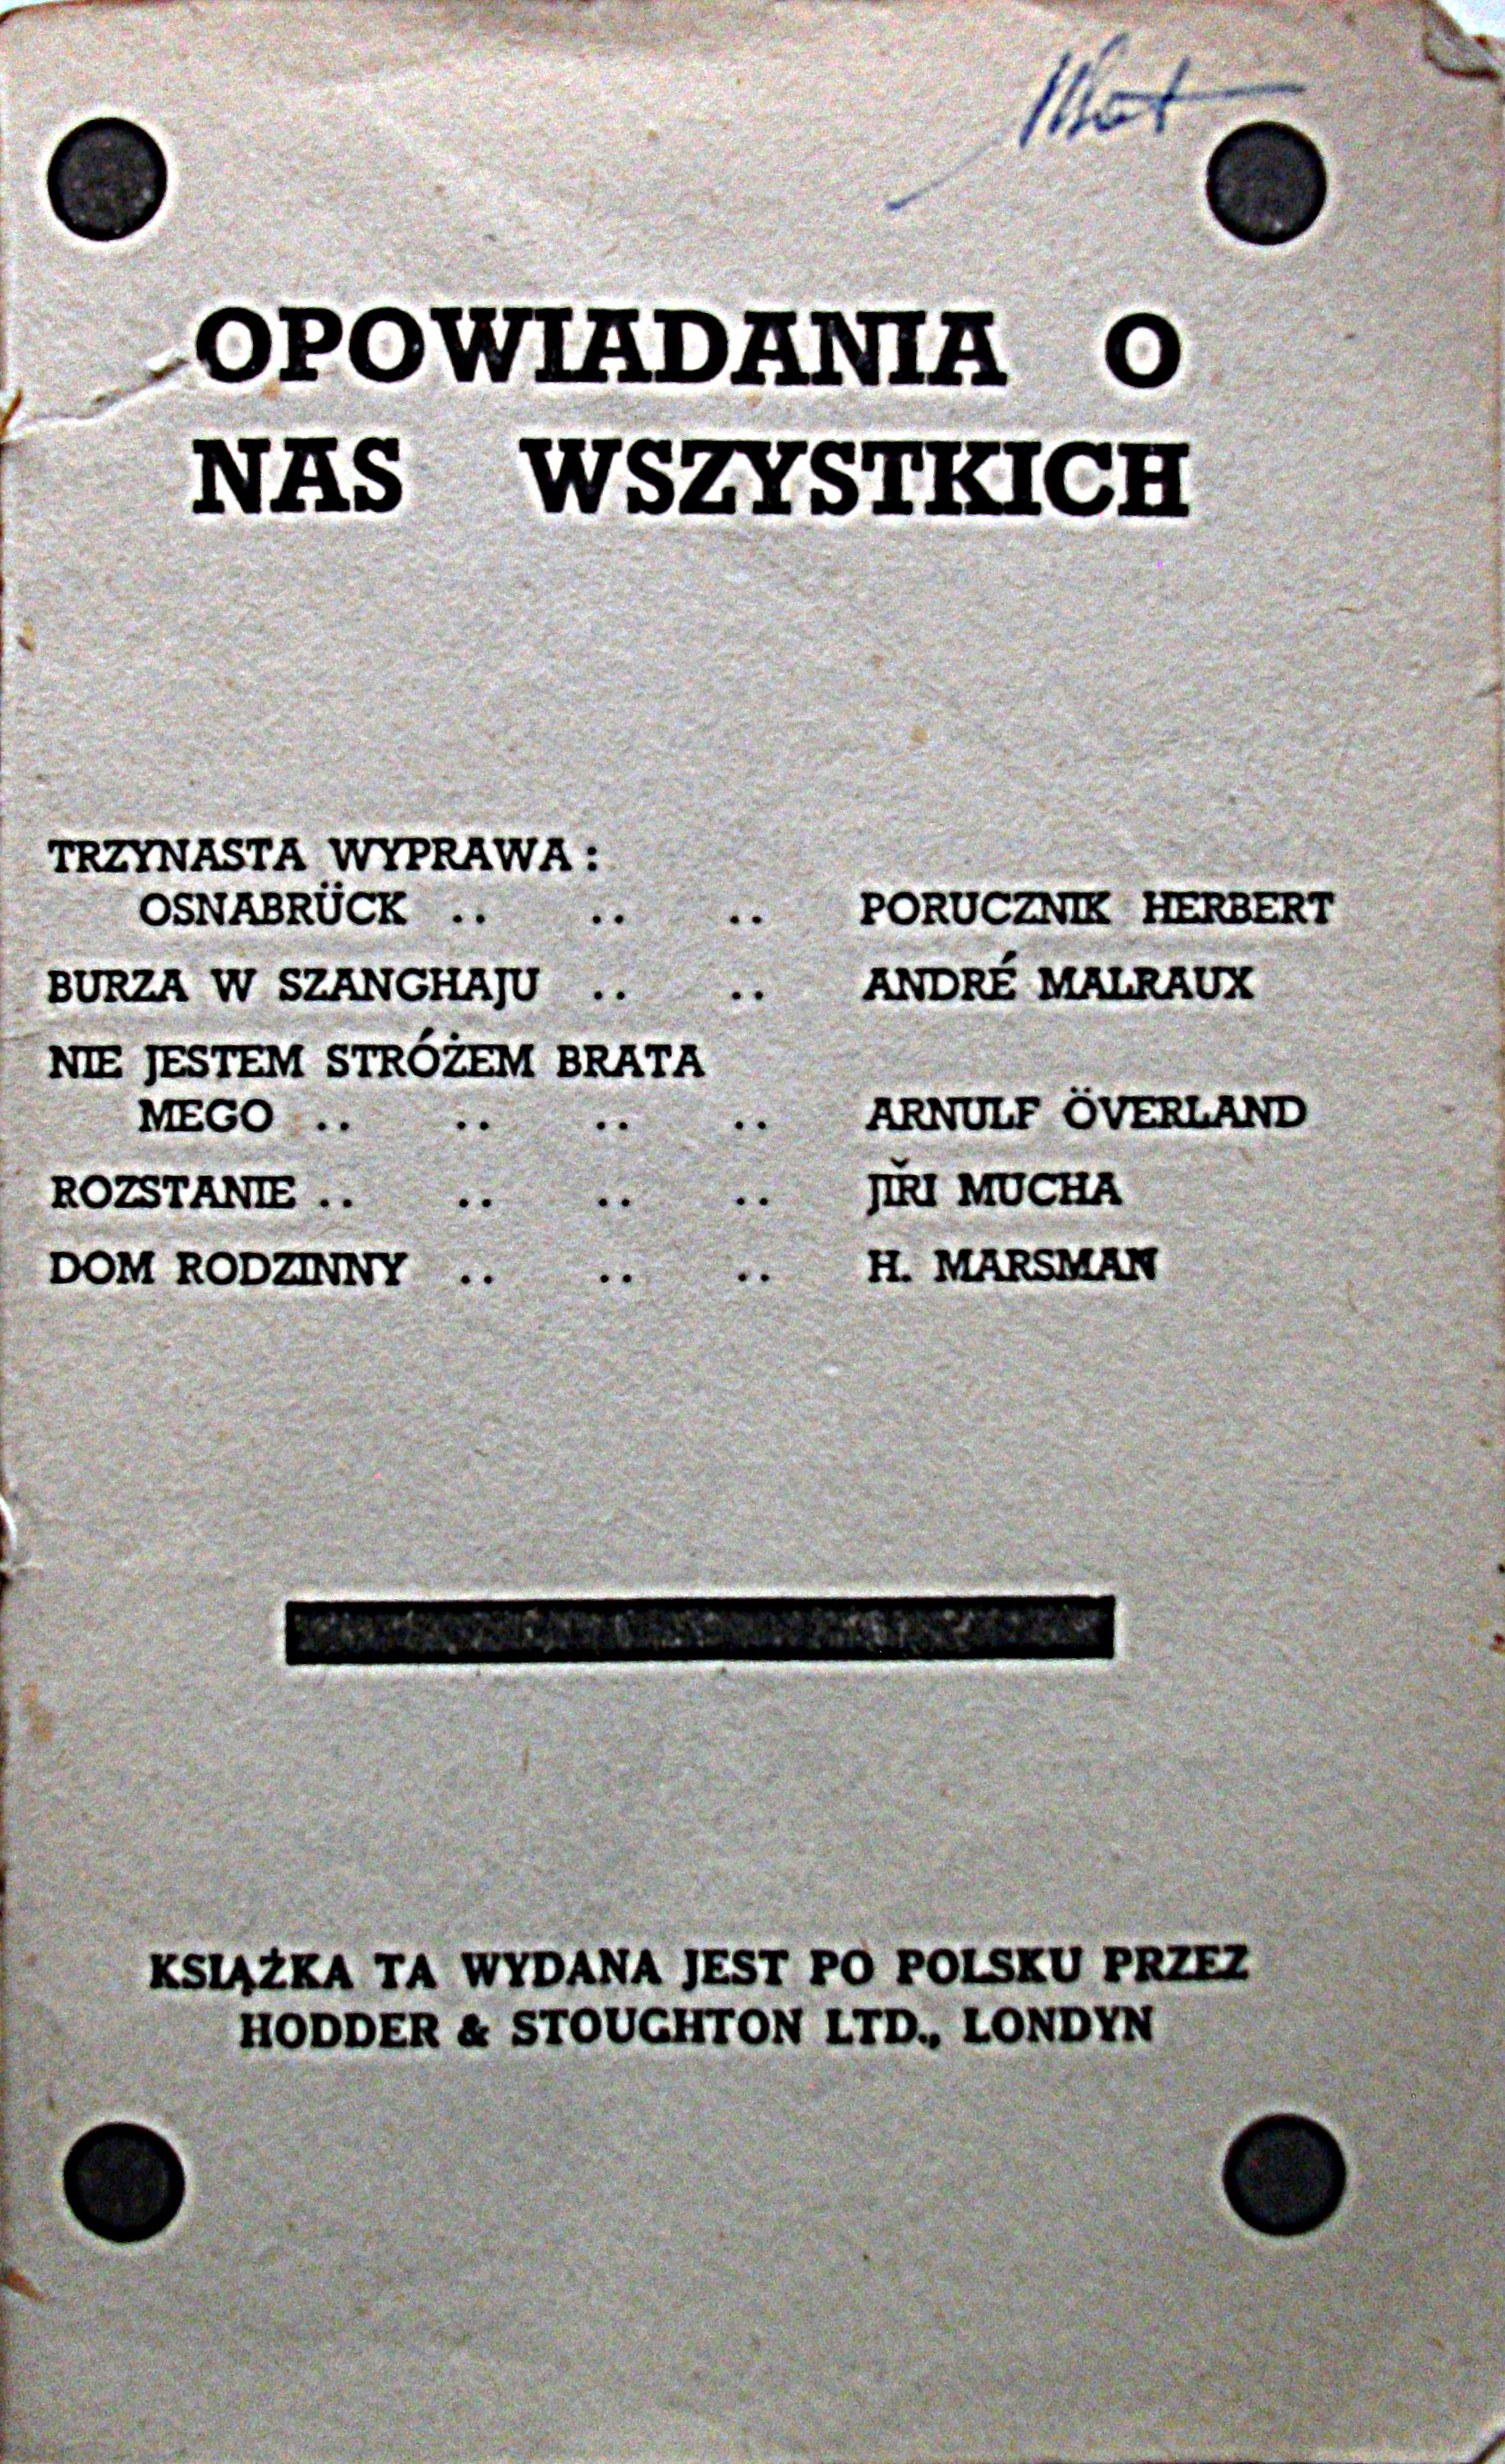 OPOWIADANIA O
NAS WSZYSTKICH
TRZYNASTA WYPRAWA:
OSNABRÜCK .. .. .. PORUCZNIK HERBERT
BURZA W SZANGHAJU .. .. ANDRÉ MALRAUX
NIE JESTEM STRÓŻEM BRATA
MEGO .. .. .. .. ARNULF ÖVERLAND
ROZSTANIE .. .. .. .. JIŘI MUCHA
DOM RODZINNY .. .. .. H. MARSMAN
KSIĄŻKA TA WYDANA JEST PO POLSKU PRZEZ
HODDER & STOUGHTON LTD., LONDYN